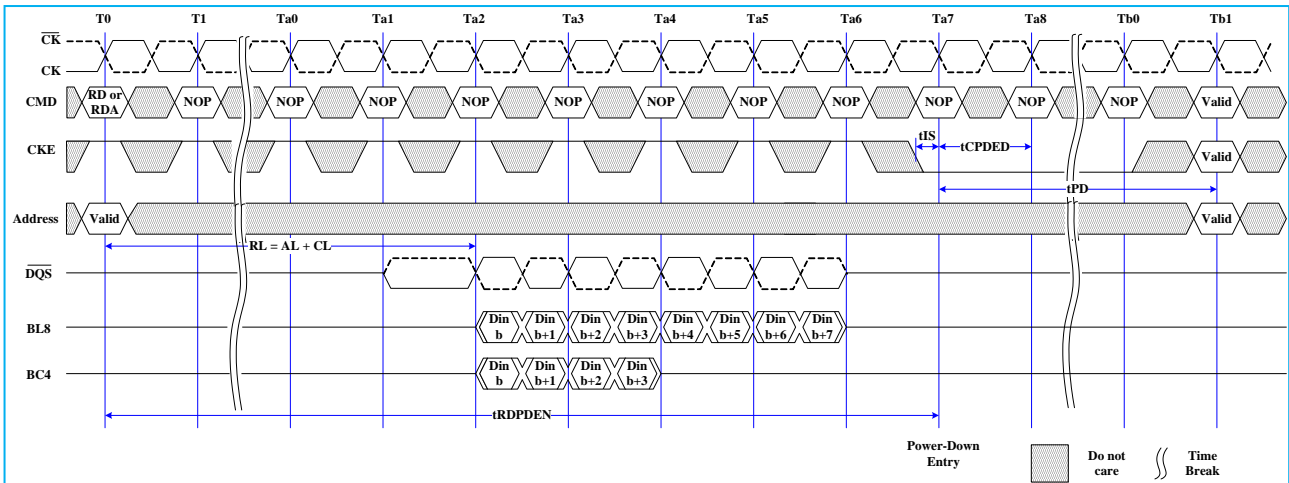 T0 T1 Ta0 Ta1 Ta2 Ta3 Ta4 Ta5 Ta6 Ta7 Ta8 Tb0 Tb1
CK
CK
CMD RD or RDA NOP NOP NOP NOP NOP NOP NOP NOP NOP NOP NOP Valid
tIS
CKE tCPDED Valid
tPD
Address Valid Valid
RL = AL + CL
DQS
BL8 Din b Din b+1 Din b+2 Din b+3 Din b+4 Din b+5 Din b+6 Din b+7
BC4 Din b Din b+1 Din b+2 Din b+3
tRDPDEN
Power-Down Entry
Do not care
Time Break